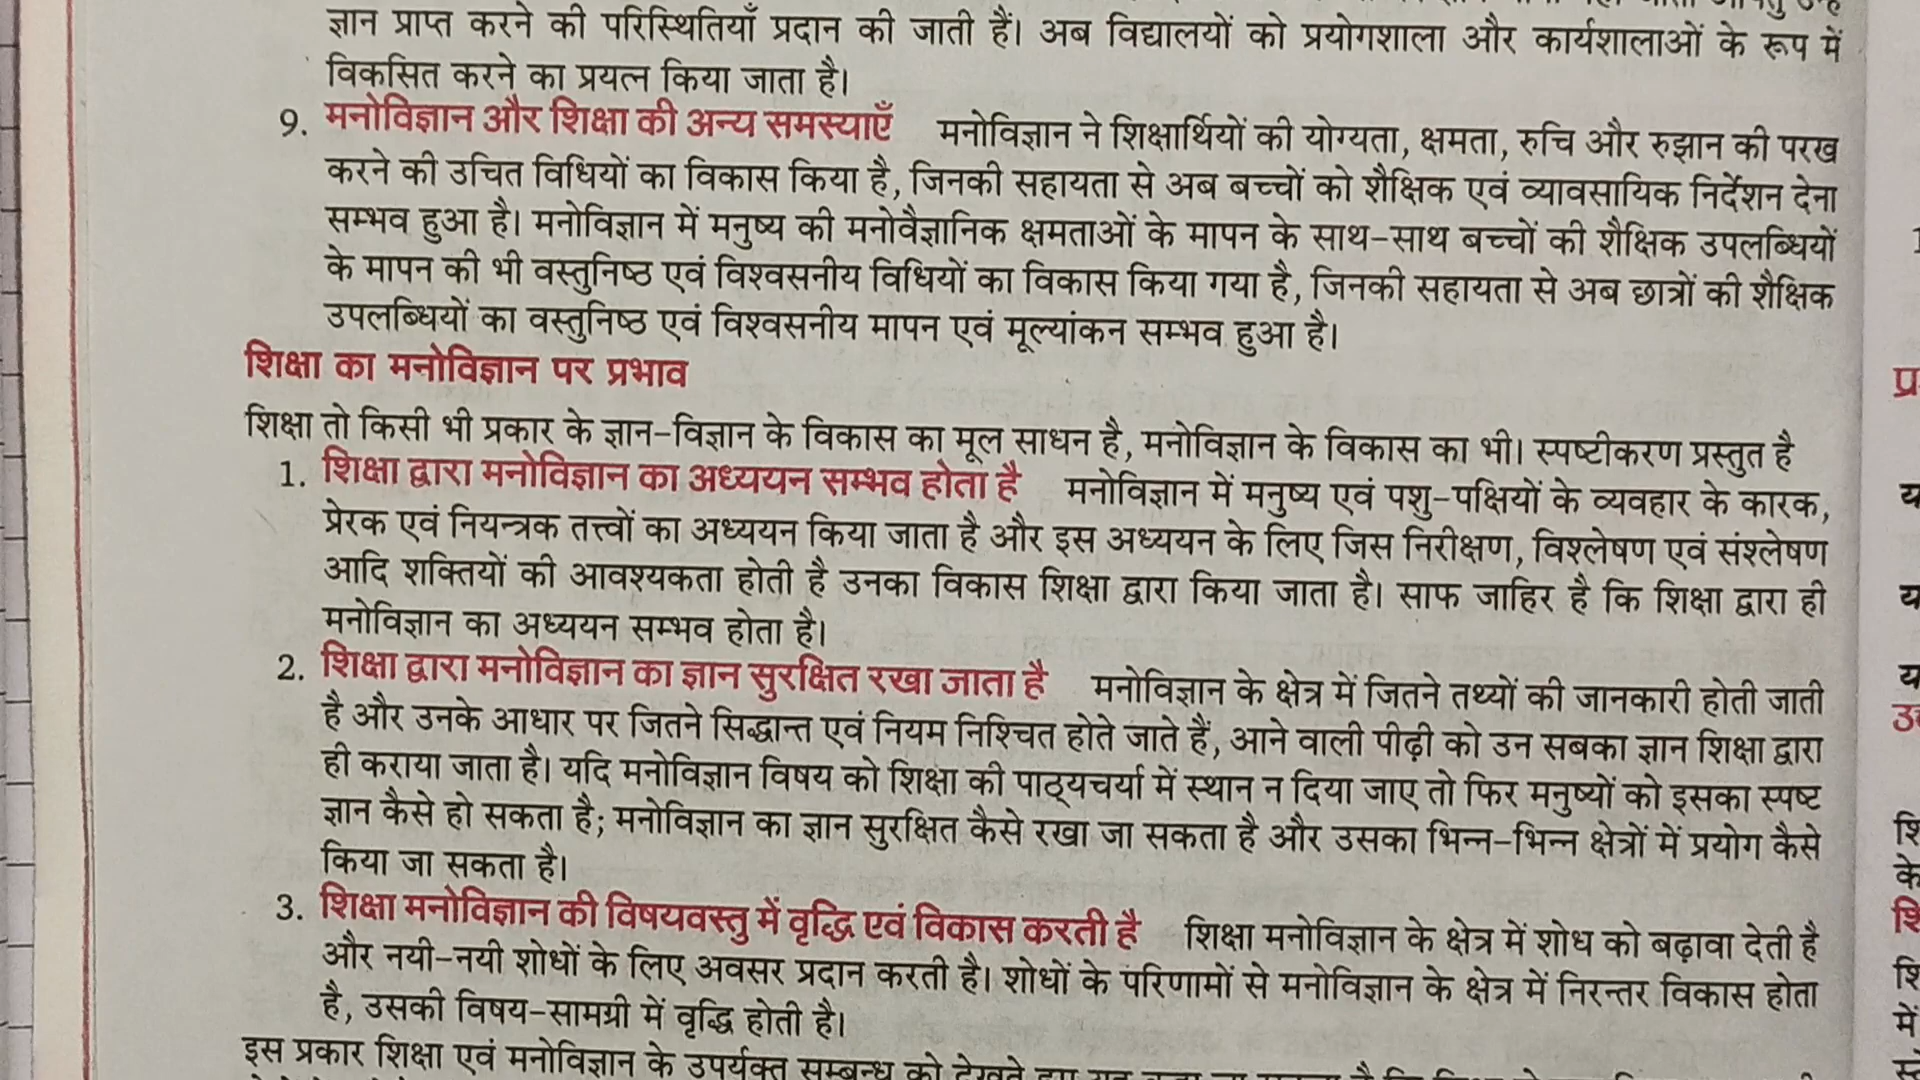 ज्ञान प्राप्त करने की परिस्थितियाँ प्रदान की जाती हैं। अब विद्यालयों को प्रयोगशाला और कार्यशालाओं के रूप में
विकसित करने का प्रयत्न किया जाता है।
9. मनोविज्ञान और शिक्षा की अन्य समस्याएँ मनोविज्ञान ने शिक्षार्थियों की योग्यता, क्षमता, रुचि और रुझान की परख
करने की उचित विधियों का विकास किया है, जिनकी सहायता से अब बच्चों को शैक्षिक एवं व्यावसायिक निर्देशन देना
सम्भव हुआ है। मनोविज्ञान में मनुष्य की मनोवैज्ञानिक क्षमताओं के मापन के साथ-साथ बच्चों की शैक्षिक उपलब्धियों
के मापन की भी वस्तुनिष्ठ एवं विश्वसनीय विधियों का विकास किया गया है, जिनकी सहायता से अब छात्रों की शैक्षिक
उपलब्धियों का वस्तुनिष्ठ एवं विश्वसनीय मापन एवं मूल्यांकन सम्भव हुआ है।
शिक्षा का मनोविज्ञान पर प्रभाव
शिक्षा तो किसी भी प्रकार के ज्ञान-विज्ञान के विकास का मूल साधन है, मनोविज्ञान के विकास का भी। स्पष्टीकरण प्रस्तुत है
1. शिक्षा द्वारा मनोविज्ञान का अध्ययन सम्भव होता है मनोविज्ञान में मनुष्य एवं पशु-पक्षियों के व्यवहार के कारक,
प्रेरक एवं नियन्त्रक तत्त्वों का अध्ययन किया जाता है और इस अध्ययन के लिए जिस निरीक्षण, विश्लेषण एवं संश्लेषण
आदि शक्तियों की आवश्यकता होती है उनका विकास शिक्षा द्वारा किया जाता है। साफ जाहिर है कि शिक्षा द्वारा ही
मनोविज्ञान का अध्ययन सम्भव होता है।
2. शिक्षा द्वारा मनोविज्ञान का ज्ञान सुरक्षित रखा जाता है मनोविज्ञान के क्षेत्र में जितने तथ्यों की जानकारी होती जाती
है और उनके आधार पर जितने सिद्धान्त एवं नियम निश्चित होते जाते हैं, आने वाली पीढ़ी को उन सबका ज्ञान शिक्षा द्वारा
ही कराया जाता है। यदि मनोविज्ञान विषय को शिक्षा की पाठ्यचर्या में स्थान न दिया जाए तो फिर मनुष्यों को इसका स्पष्ट
ज्ञान कैसे हो सकता है; मनोविज्ञान का ज्ञान सुरक्षित कैसे रखा जा सकता है और उसका भिन्न-भिन्न क्षेत्रों में प्रयोग कैसे
किया जा सकता है।
3. शिक्षा मनोविज्ञान की विषयवस्तु में वृद्धि एवं विकास करती है शिक्षा मनोविज्ञान के क्षेत्र में शोध को बढ़ावा देती है
और नयी-नयी शोधों के लिए अवसर प्रदान करती है। शोधों के परिणामों से मनोविज्ञान के क्षेत्र में निरन्तर विकास होता
है, उसकी विषय-सामग्री में वृद्धि होती है।
इस प्रकार शिक्षा एवं मनोविज्ञान के उपर्युक्त सम्बन्ध को देखते